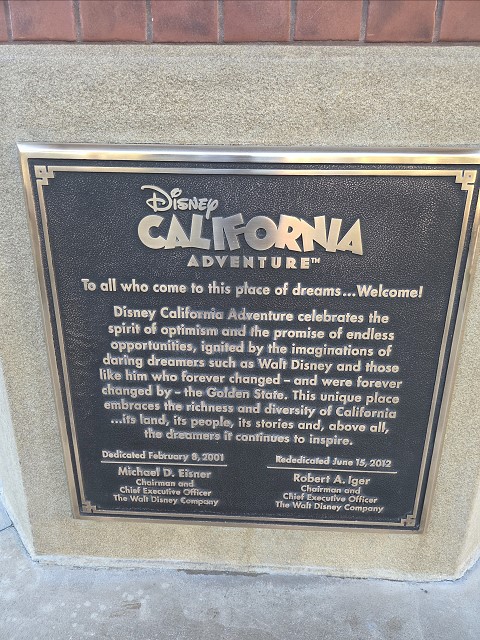 Disney
CALIFORNIA
ADVENTURE™
To all who come to this place of dreams...Welcome!
Disney California Adventure celebrates the
spirit of optimism and the promise of endless
opportunities, ignited by the imaginations of
daring dreamers such as Walt Disney and those
like him who forever changed – and were forever
changed by – the Golden State. This unique place
embraces the richness and diversity of California
...its land, its people, its stories and, above all,
the dreamers it continues to inspire.
Dedicated February 8, 2001
Michael D. Eisner
Chairman and
Chief Executive Officer
The Walt Disney Company
Rededicated June 15, 2012
Robert A. Iger
Chairman and
Chief Executive Officer
The Walt Disney Company